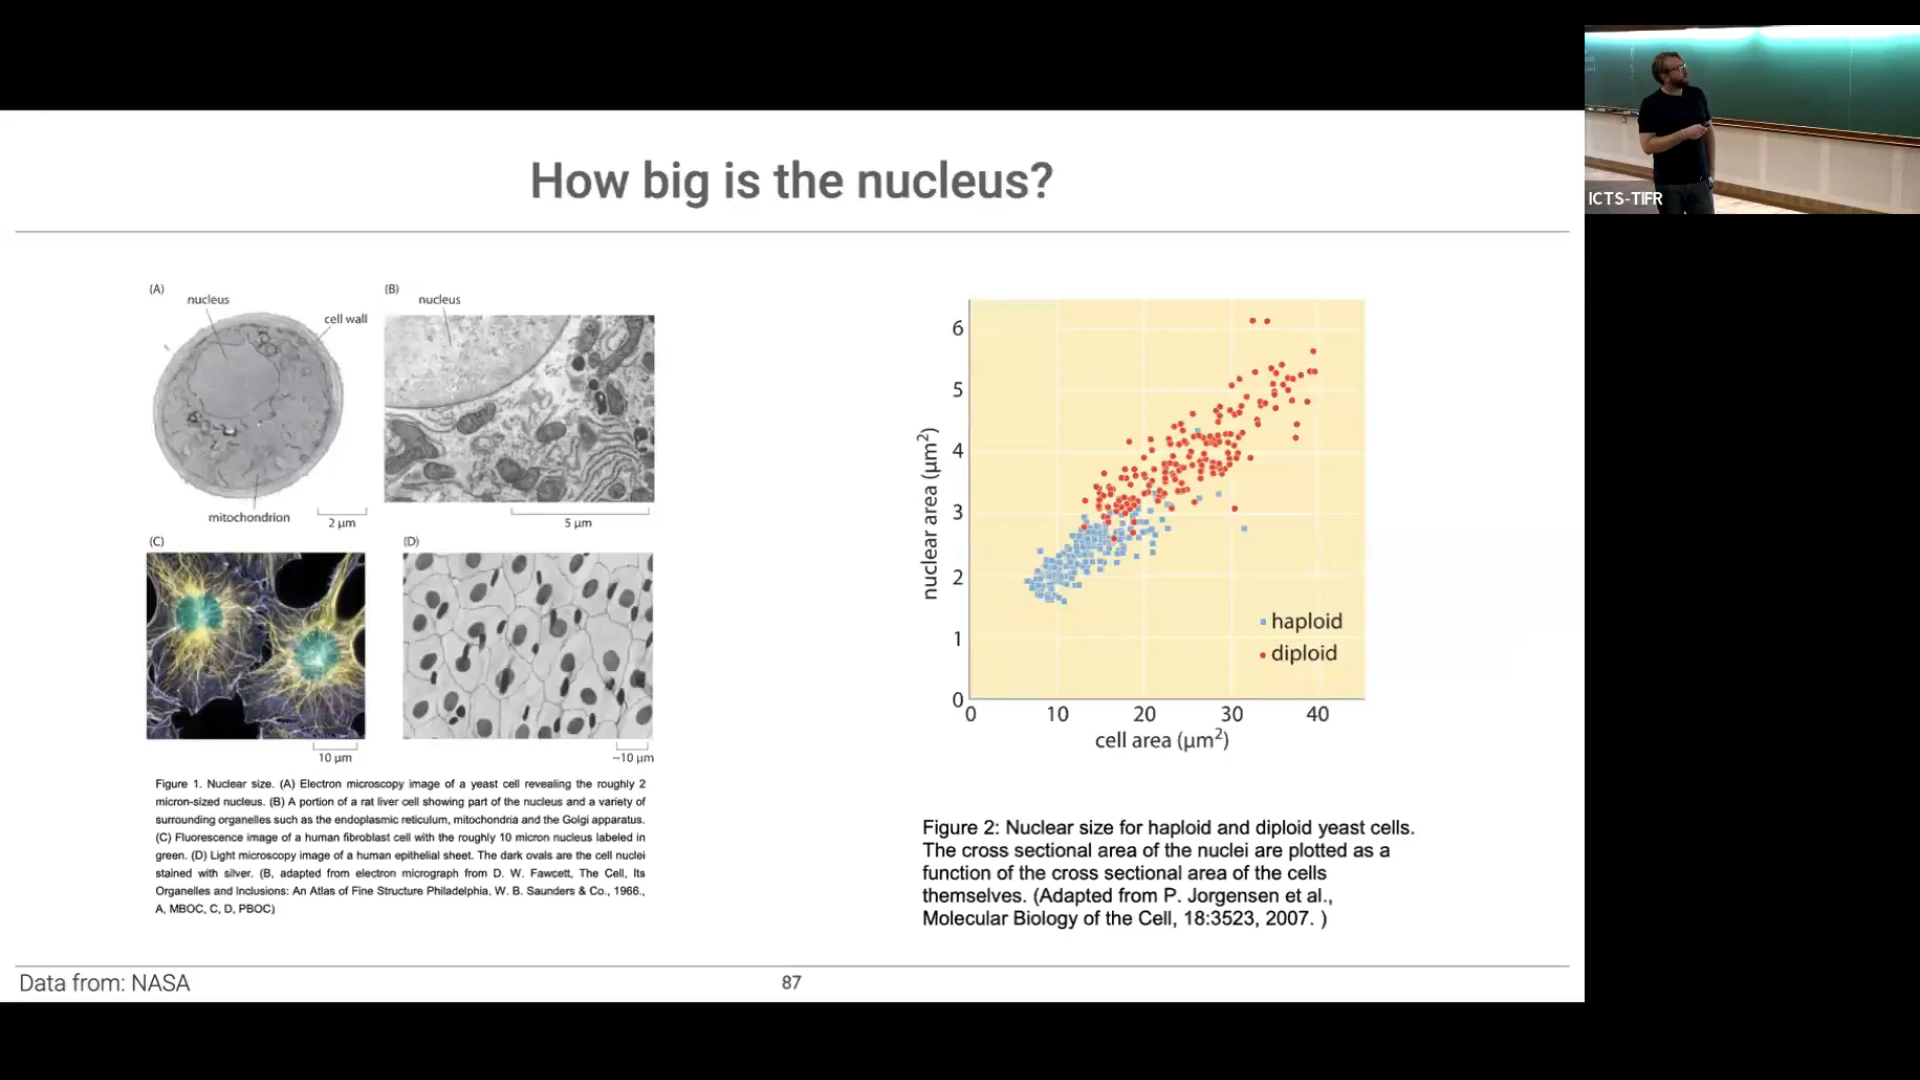 How big is the nucleus?
(A)
nucleus
cell wall
mitochondrion
2 µm
(B)
nucleus
5 µm
(C)
10 µm
(D)
~10 µm
Figure 1. Nuclear size. (A) Electron microscopy image of a yeast cell revealing the roughly 2
micron-sized nucleus. (B) A portion of a rat liver cell showing part of the nucleus and a variety of
surrounding organelles such as the endoplasmic reticulum, mitochondria and the Golgi apparatus.
(C) Fluorescence image of a human fibroblast cell with the roughly 10 micron nucleus labeled in
green. (D) Light microscopy image of a human epithelial sheet. The dark ovals are the cell nuclei
stained with silver. (B, adapted from electron micrograph from D. W. Fawcett, The Cell, Its
Organelles and Inclusions: An Atlas of Fine Structure Philadelphia, W. B. Saunders & Co., 1966.,
A, MBOC, C, D, PBOC)
nuclear area (µm²)
6
5
4
3
2
1
0
0 10 20 30 40
cell area (µm²)
haploid
diploid
Figure 2: Nuclear size for haploid and diploid yeast cells.
The cross sectional area of the nuclei are plotted as a
function of the cross sectional area of the cells
themselves. (Adapted from P. Jorgensen et al.,
Molecular Biology of the Cell, 18:3523, 2007. )
Data from: NASA
87
ICTS-TIFR